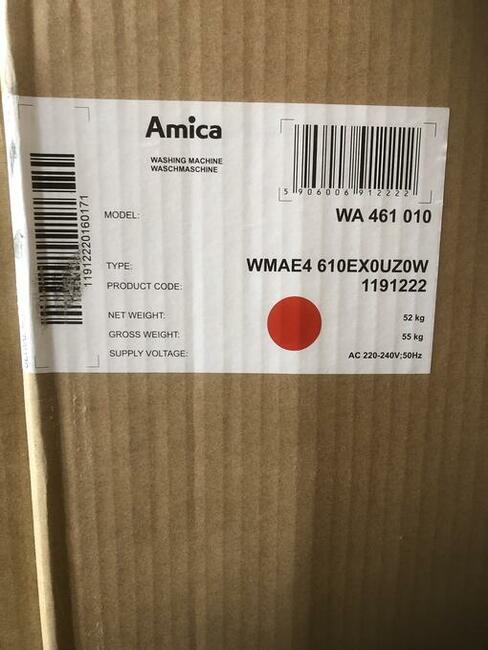 Amica
WASHING MACHINE
WASCHMASCHINE
5 906006 912222
MODEL: WA 461 010
TYPE: WMAE4 610EX0UZ0W
PRODUCT CODE: 1191222
NET WEIGHT: 52 kg
GROSS WEIGHT: 55 kg
SUPPLY VOLTAGE: AC 220-240V;50Hz
11912220160171